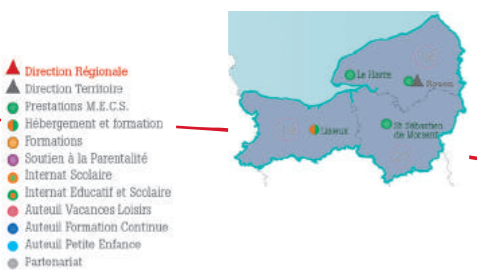 Direction Régionale
Direction Territoire
Prestations M.E.C.S.
Hébergement et formation
Formations
Soutien à la Parentalité
Internat Scolaire
Internat Educatif et Scolaire
Auteuil Vacances Loisirs
Auteuil Formation Continue
Auteuil Petite Enfance
Partenariat
Le Havre
Rouen
Lisieux
St Sébastien
de Morsent